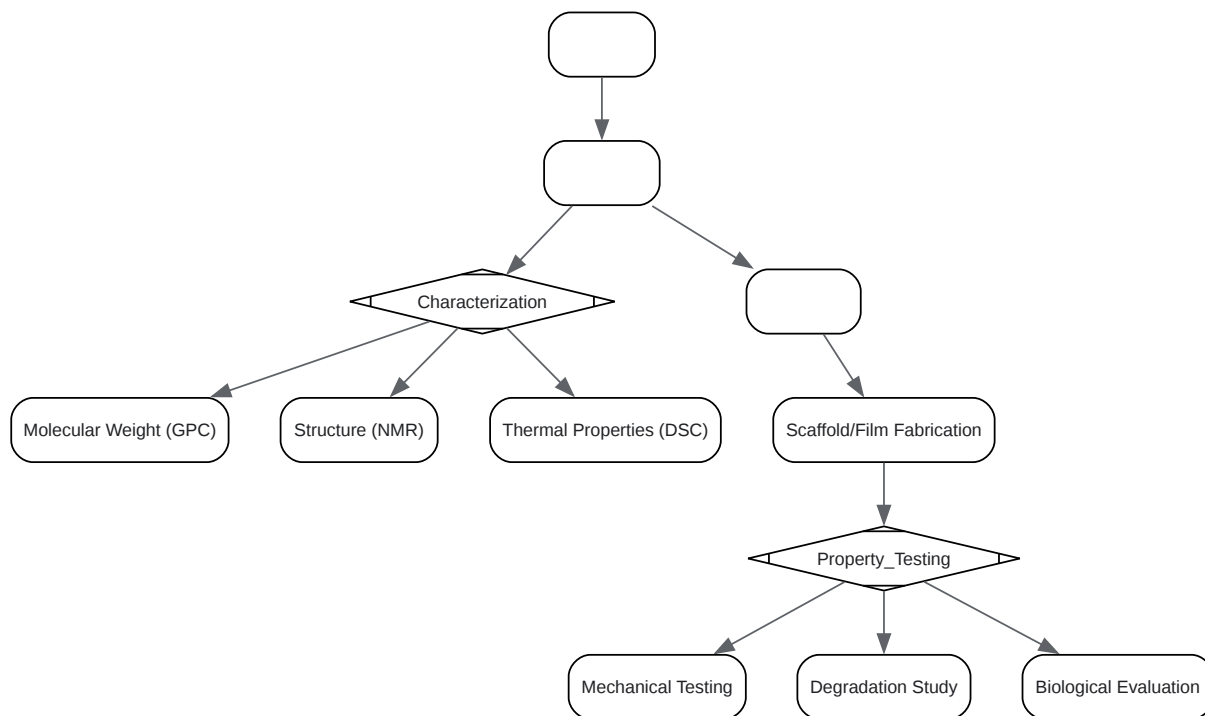 Characterization
Molecular Weight (GPC)
Structure (NMR)
Thermal Properties (DSC)
Scaffold/Film Fabrication
Property_Testing
Mechanical Testing
Degradation Study
Biological Evaluation